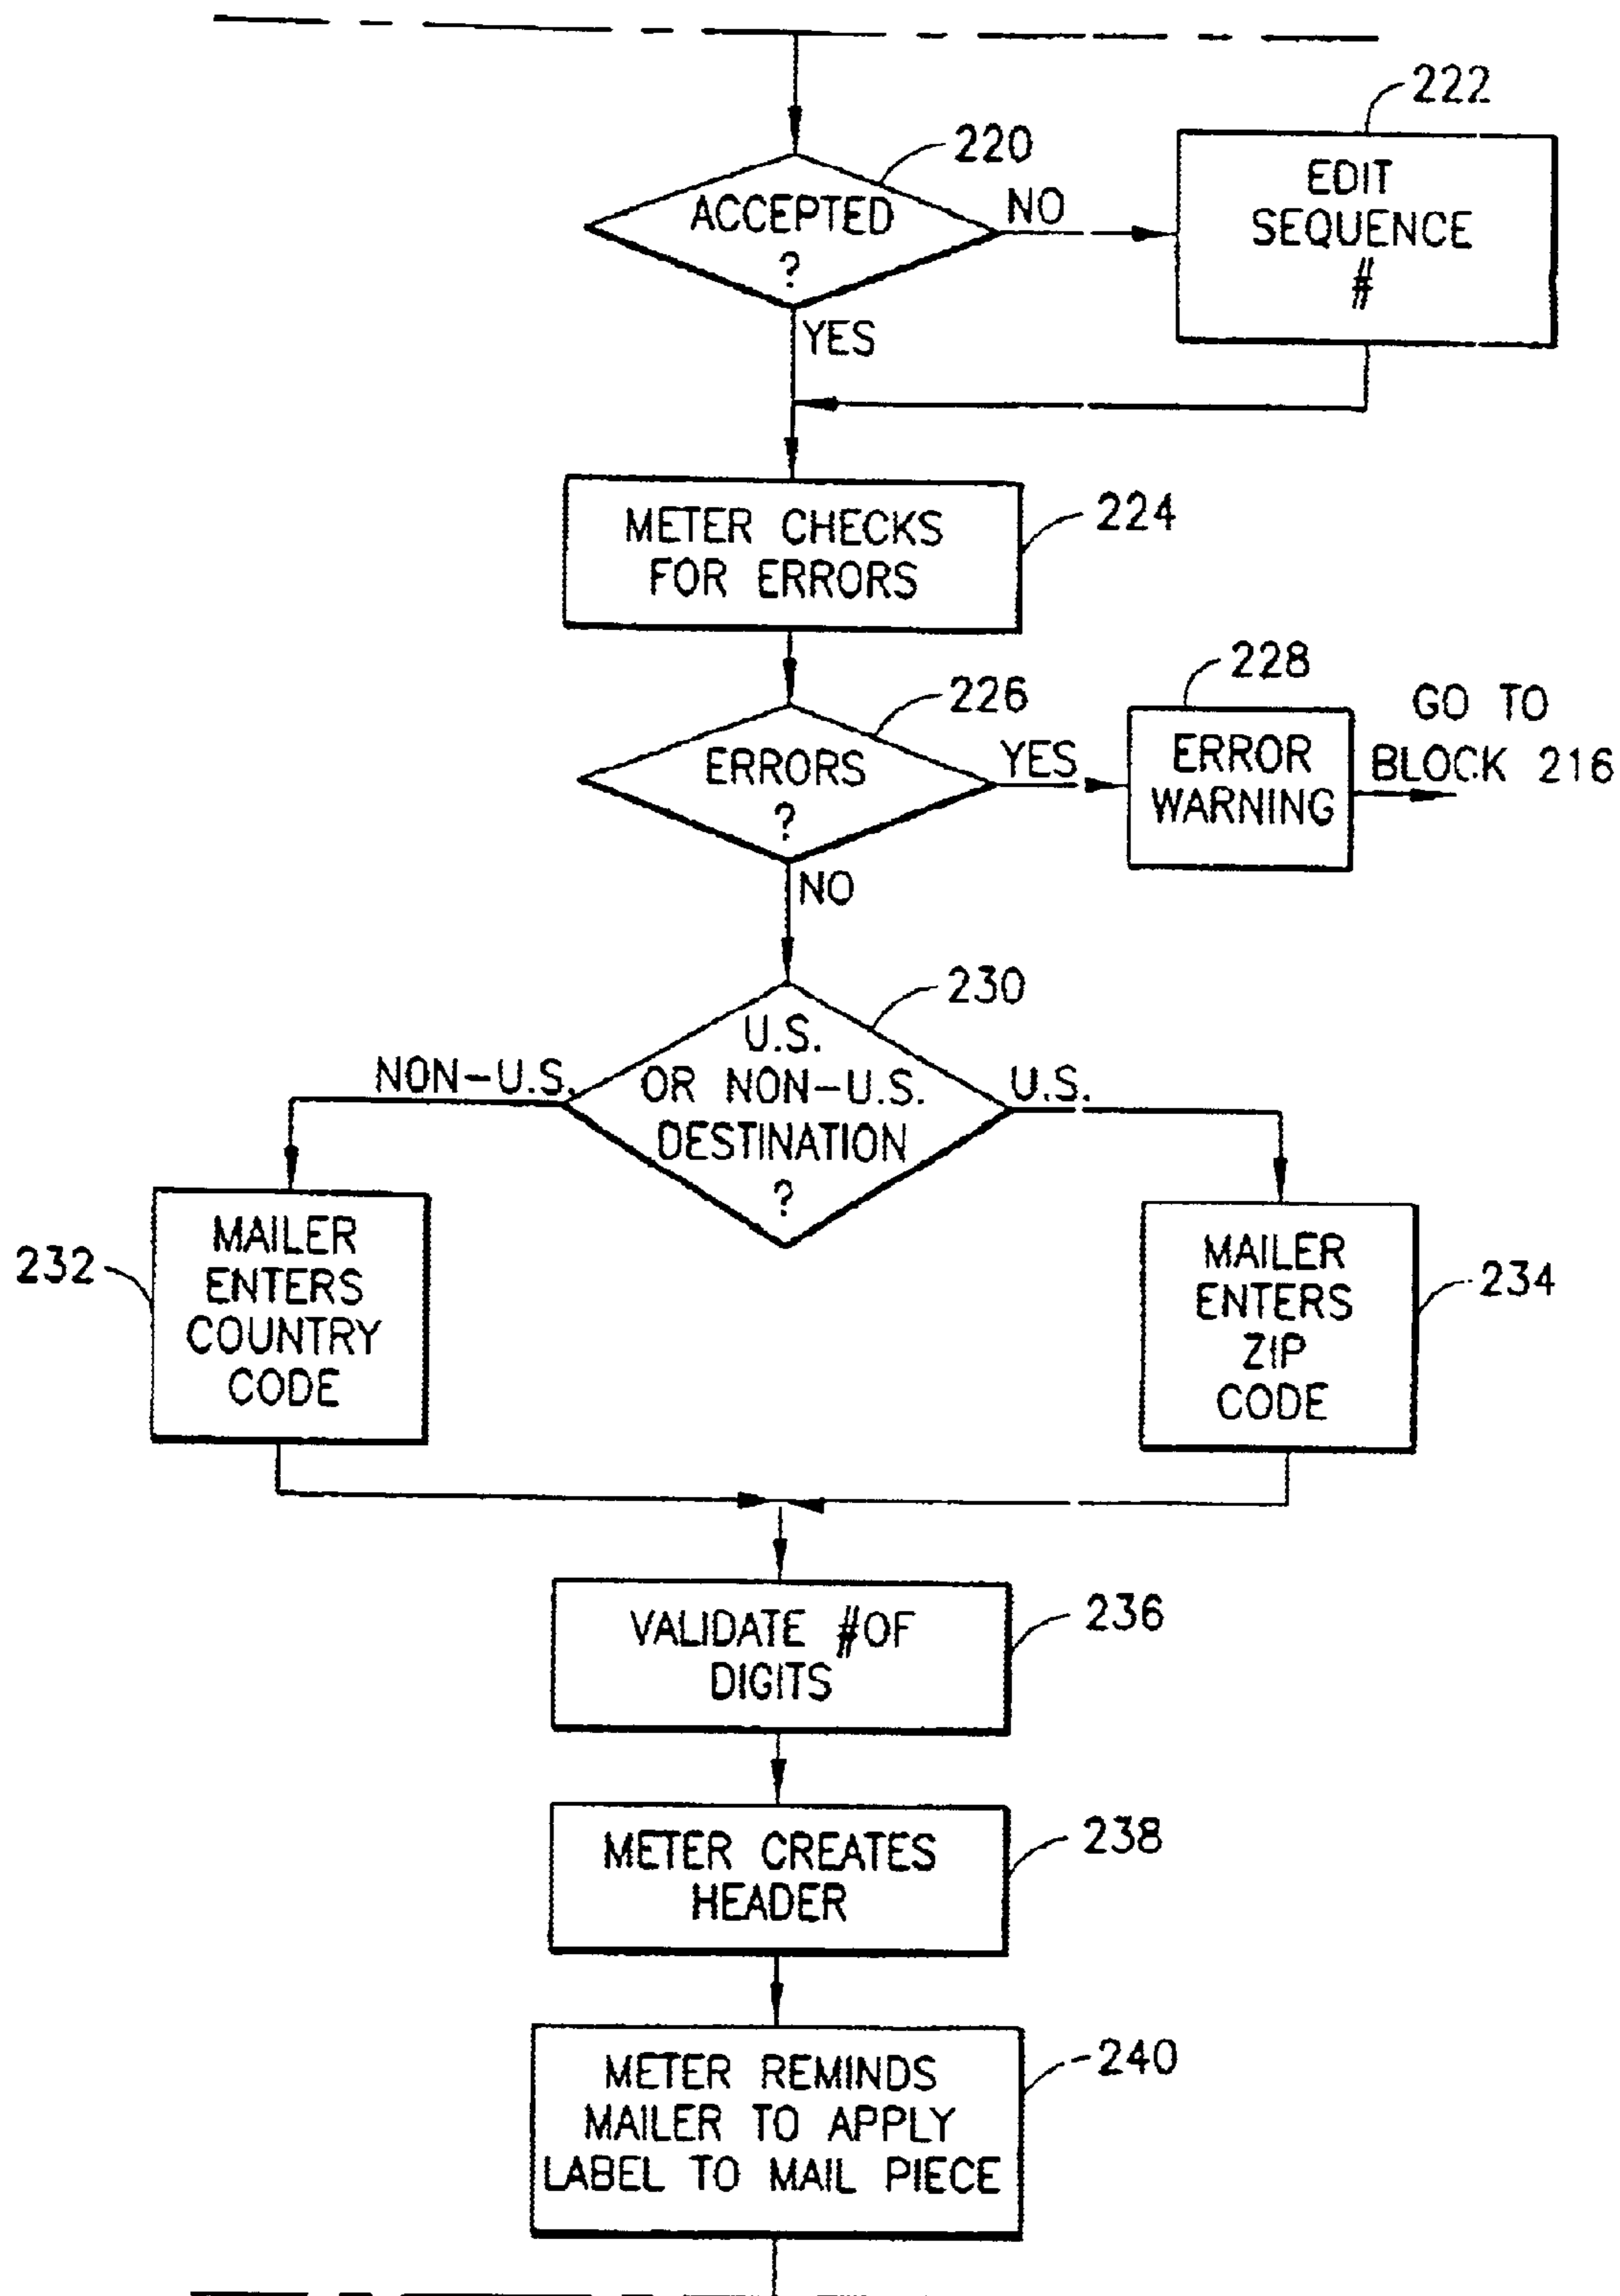 222
220
ACCEPTED
?
NO
EDIT
SEQUENCE
#
YES
METER CHECKS
FOR ERRORS
224
226
ERRORS
?
YES
228
ERROR
WARNING
GO TO
BLOCK 216
NO
230
U.S.
OR NON-U.S.
DESTINATION
?
NON-U.S.
U.S.
232
MAILER
ENTERS
COUNTRY
CODE
MAILER
ENTERS
ZIP
CODE
234
VALIDATE #OF
DIGITS
236
METER CREATES
HEADER
238
METER REMINDS
MAILER TO APPLY
LABEL TO MAIL PIECE
240